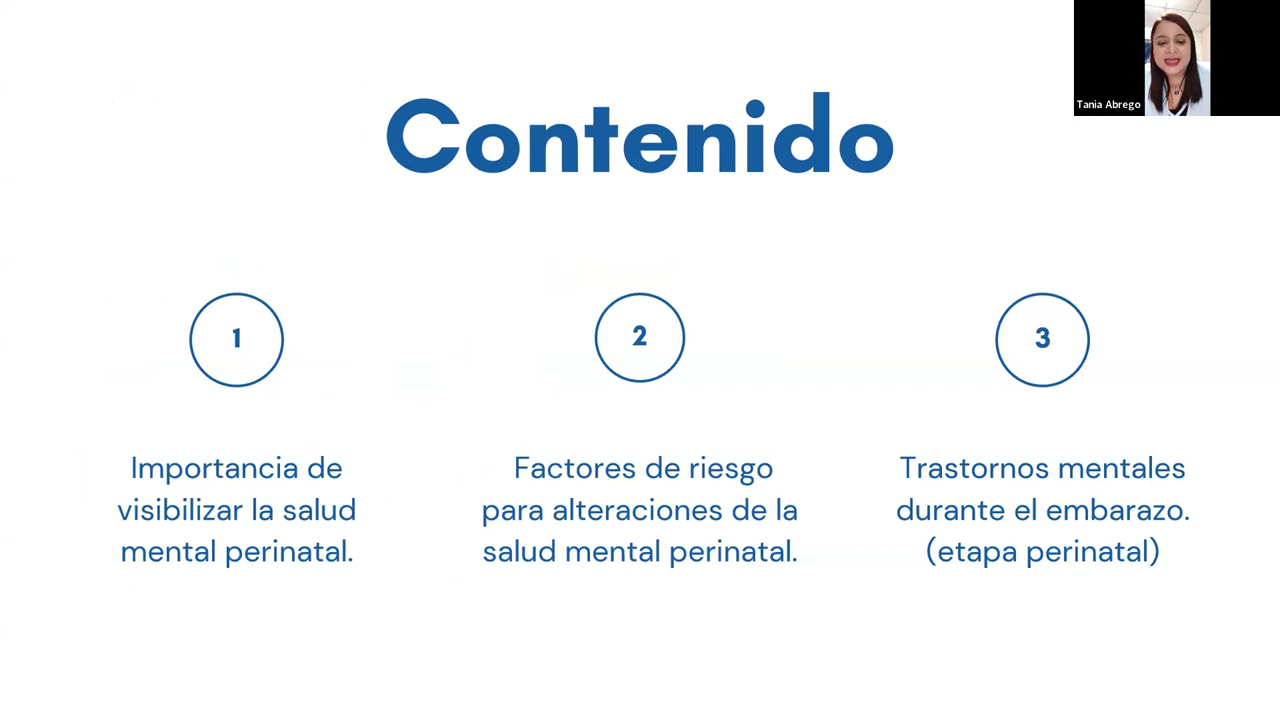 Tania Abrego
Contenido
1
2
3
Importancia de
visibilizar la salud
mental perinatal.
Factores de riesgo
para alteraciones de la
salud mental perinatal.
Trastornos mentales
durante el embarazo.
(etapa perinatal)